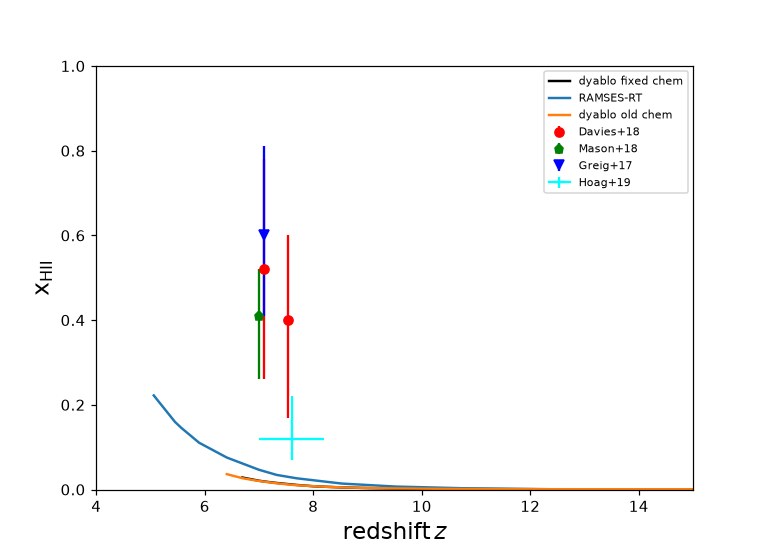 1.0
0.8
0.6
0.4
0.2
0.0
xHII
4 6 8 10 12 14
redshift z
dyablo fixed chem
RAMSES-RT
dyablo old chem
Davies+18
Mason+18
Greig+17
Hoag+19